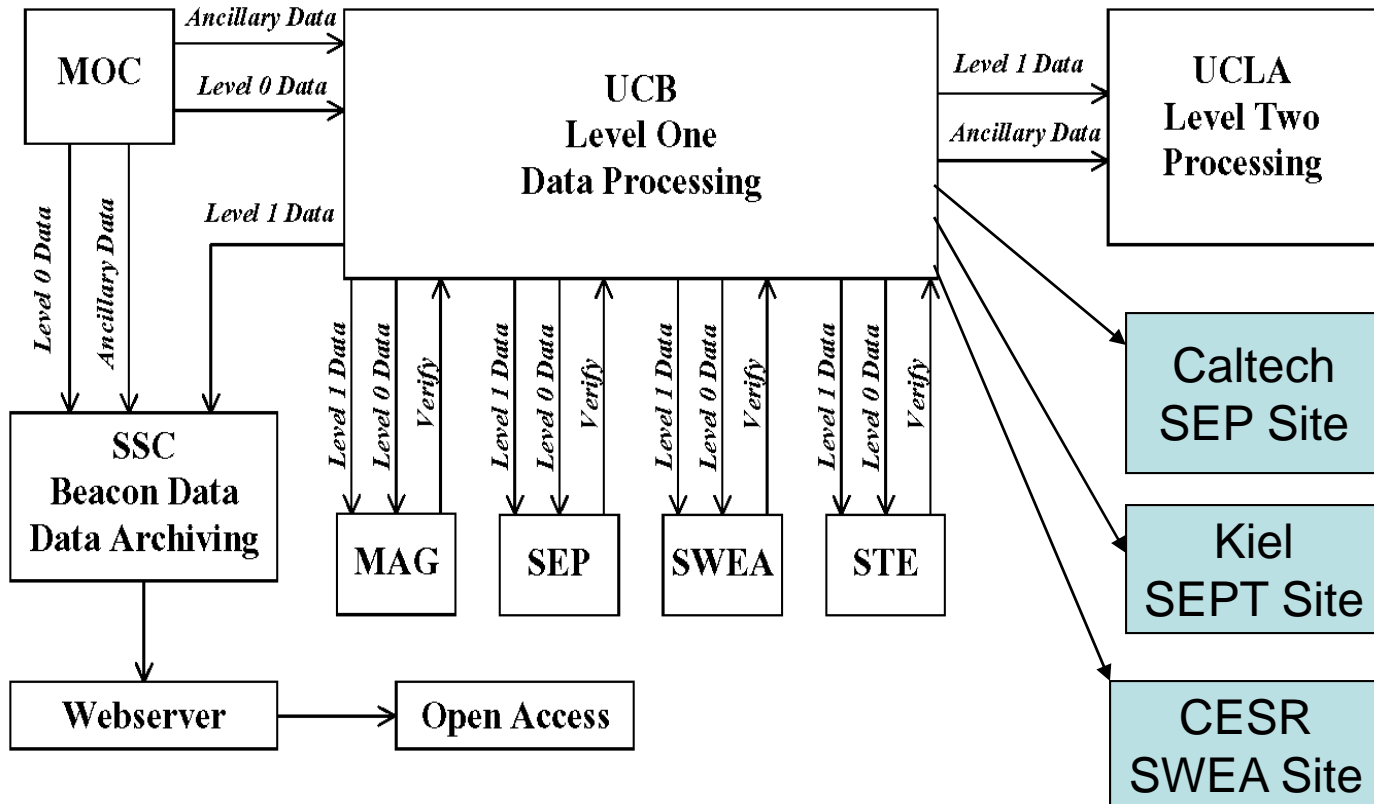 Ancillary Data
MOC
Level 0 Data
UCB
Level One
Data Processing
Level 1 Data
Ancillary Data
UCLA
Level Two
Processing
Level 0 Data
Ancillary Data
Level 1 Data
Level 1 Data
Level 0 Data
Verify
Level 1 Data
Level 0 Data
Verify
Level 1 Data
Level 0 Data
Verify
Level 1 Data
Level 0 Data
Verify
SSC
Beacon Data
Data Archiving
MAG
SEP
SWEA
STE
Caltech
SEP Site
Kiel
SEPT Site
CESR
SWEA Site
Webserver
Open Access